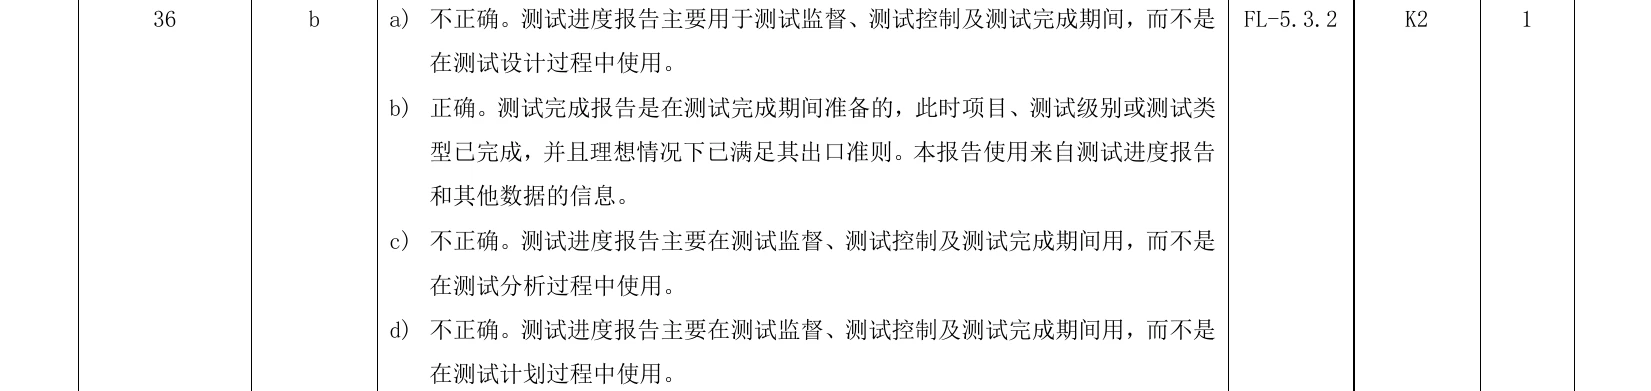 36 b a) 不正确。测试进度报告主要用于测试监督、测试控制及测试完成期间，而不是 FL-5.3.2 K2 1
在测试设计过程中使用。
b) 正确。测试完成报告是在测试完成期间准备的，此时项目、测试级别或测试类
型已完成，并且理想情况下已满足其出口准则。本报告使用来自测试进度报告
和其他数据的信息。
c) 不正确。测试进度报告主要在测试监督、测试控制及测试完成期间用，而不是
在测试分析过程中使用。
d) 不正确。测试进度报告主要在测试监督、测试控制及测试完成期间用，而不是
在测试计划过程中使用。